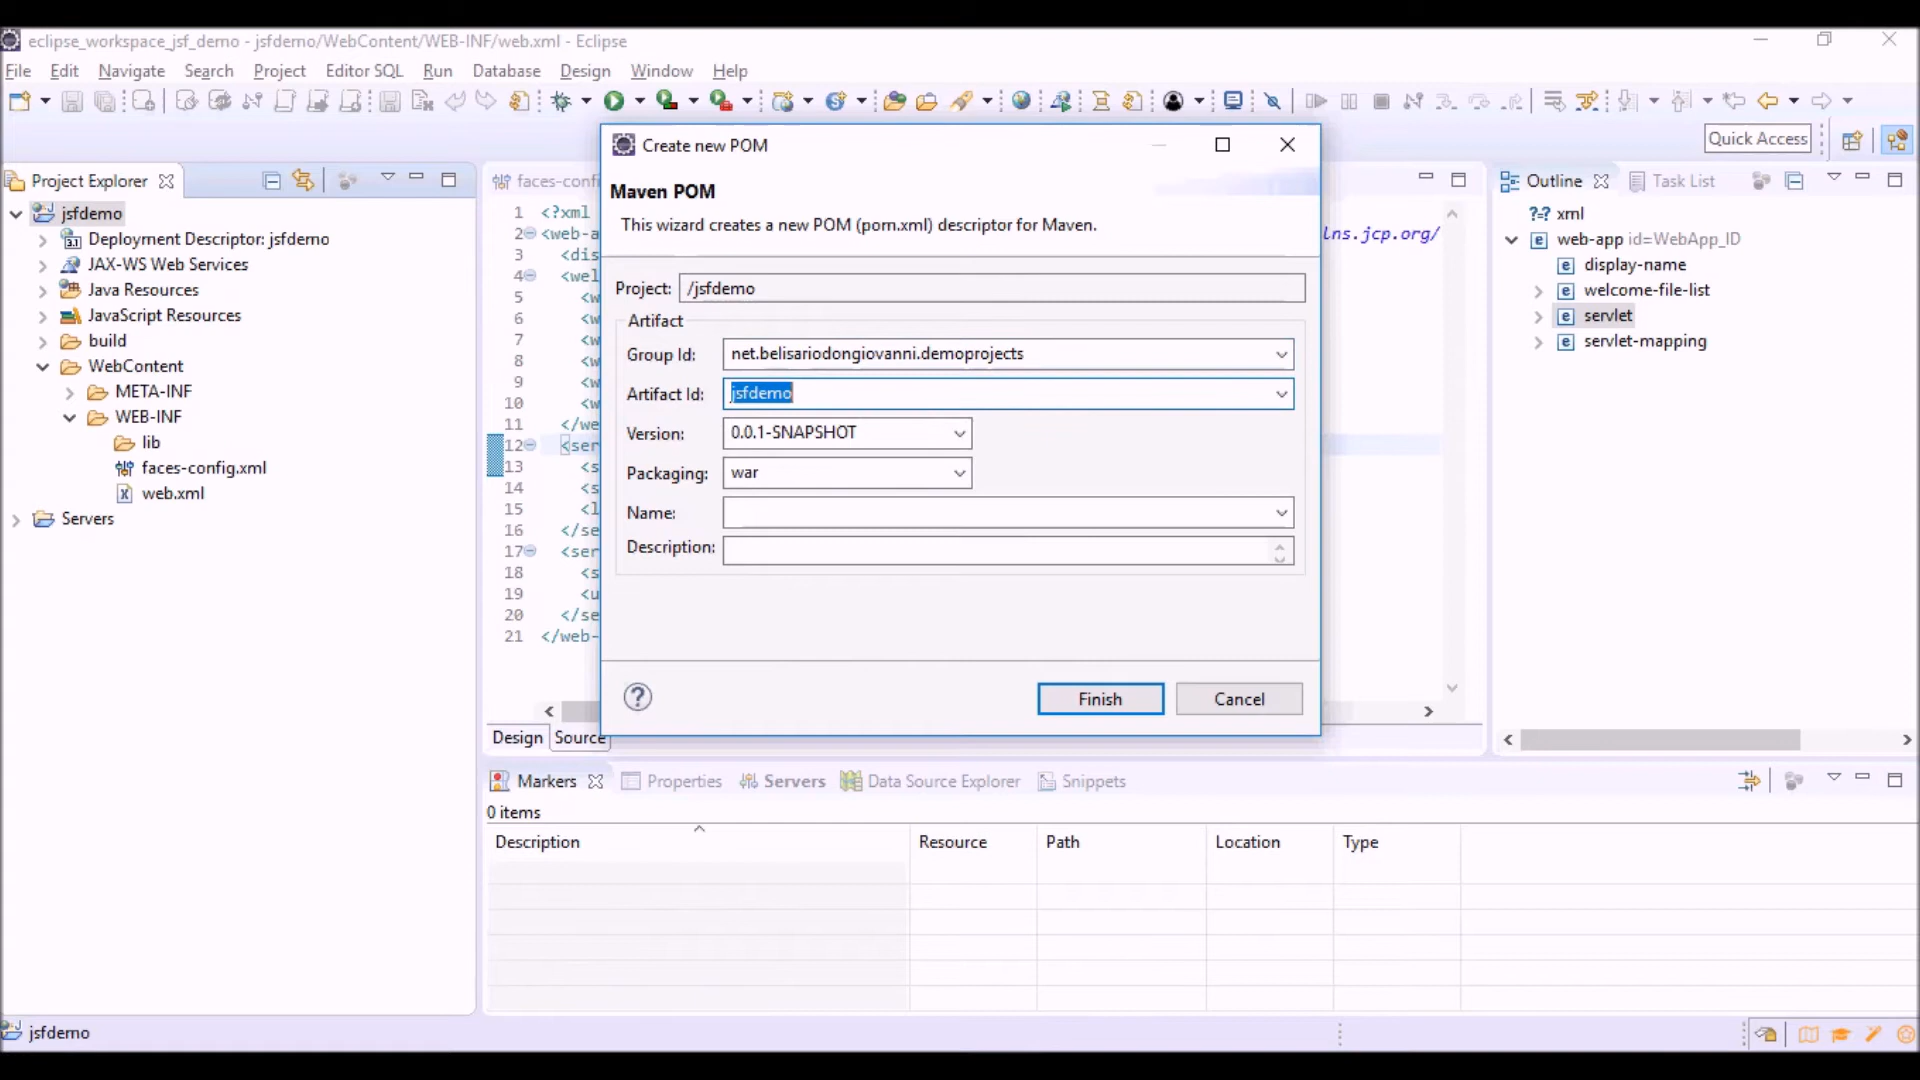 eclipse_workspace_jsf_demo - jsfdemo/WebContent/WEB-INF/web.xml - Eclipse
File Edit Navigate Search Project Editor SQL Run Database Design Window Help
Quick Access
Project Explorer
jsfdemo
Deployment Descriptor: jsfdemo
JAX-WS Web Services
Java Resources
JavaScript Resources
build
WebContent
META-INF
WEB-INF
lib
faces-config.xml
web.xml
Servers
faces-confi
1 <?xml
2 <web-a
lns.jcp.org/
3 <dis
4 <wel
5 <w
6 <w
7 <w
8 <w
9 <w
10 <w
11 </we
12 <ser
13 <s
14 <s
15 <l
16 </se
17 <ser
18 <s
19 <u
20 </se
21 </web-
Design Source
Create new POM
Maven POM
This wizard creates a new POM (pom.xml) descriptor for Maven.
Project: /jsfdemo
Artifact
Group Id: net.belisariodongiovanni.demoprojects
Artifact Id: jsfdemo
Version: 0.0.1-SNAPSHOT
Packaging: war
Name:
Description:
Finish Cancel
Outline Task List
?=? xml
web-app id=WebApp_ID
display-name
welcome-file-list
servlet
servlet-mapping
Markers Properties Servers Data Source Explorer Snippets
0 items
Description Resource Path Location Type
jsfdemo